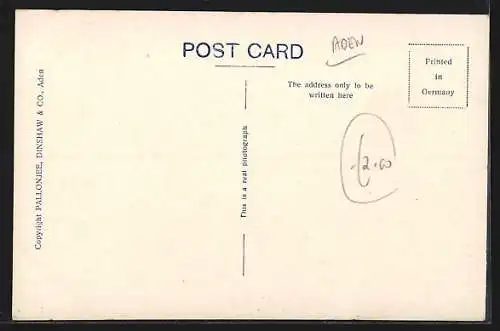 POST CARD
ADEN
Printed
in
Germany
The address only to be
written here
This is a real photograph
Copyright PALLONJEE, DINSHAW & CO., Aden
2.00